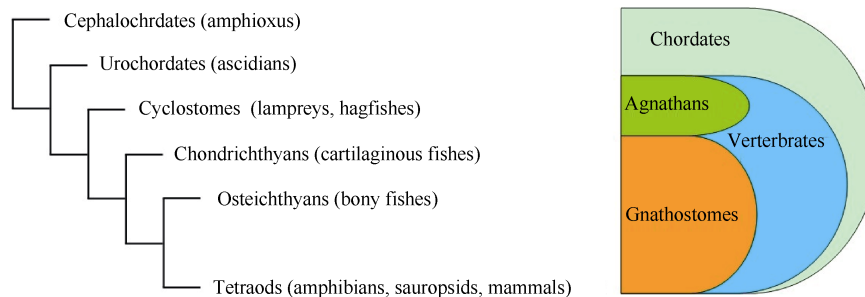 Cephalochrdates (amphioxus)
Urochordates (ascidians)
Cyclostomes (lampreys, hagfishes)
Chondrichthyans (cartilaginous fishes)
Osteichthyans (bony fishes)
Tetraods (amphibians, sauropsids, mammals)
Chordates
Agnathans
Verterbrates
Gnathostomes